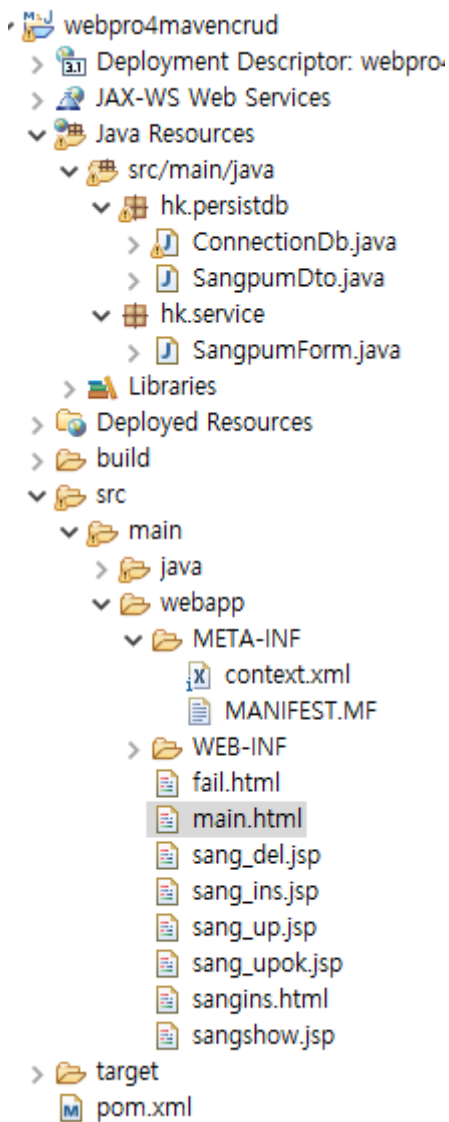 webpro4mavencrud
Deployment Descriptor: webpro
JAX-WS Web Services
Java Resources
src/main/java
hk.persistdb
ConnectionDb.java
SangpumDto.java
hk.service
SangpumForm.java
Libraries
Deployed Resources
build
src
main
java
webapp
META-INF
context.xml
MANIFEST.MF
WEB-INF
fail.html
main.html
sang_del.jsp
sang_ins.jsp
sang_up.jsp
sang_upok.jsp
sangins.html
sangshow.jsp
target
pom.xml